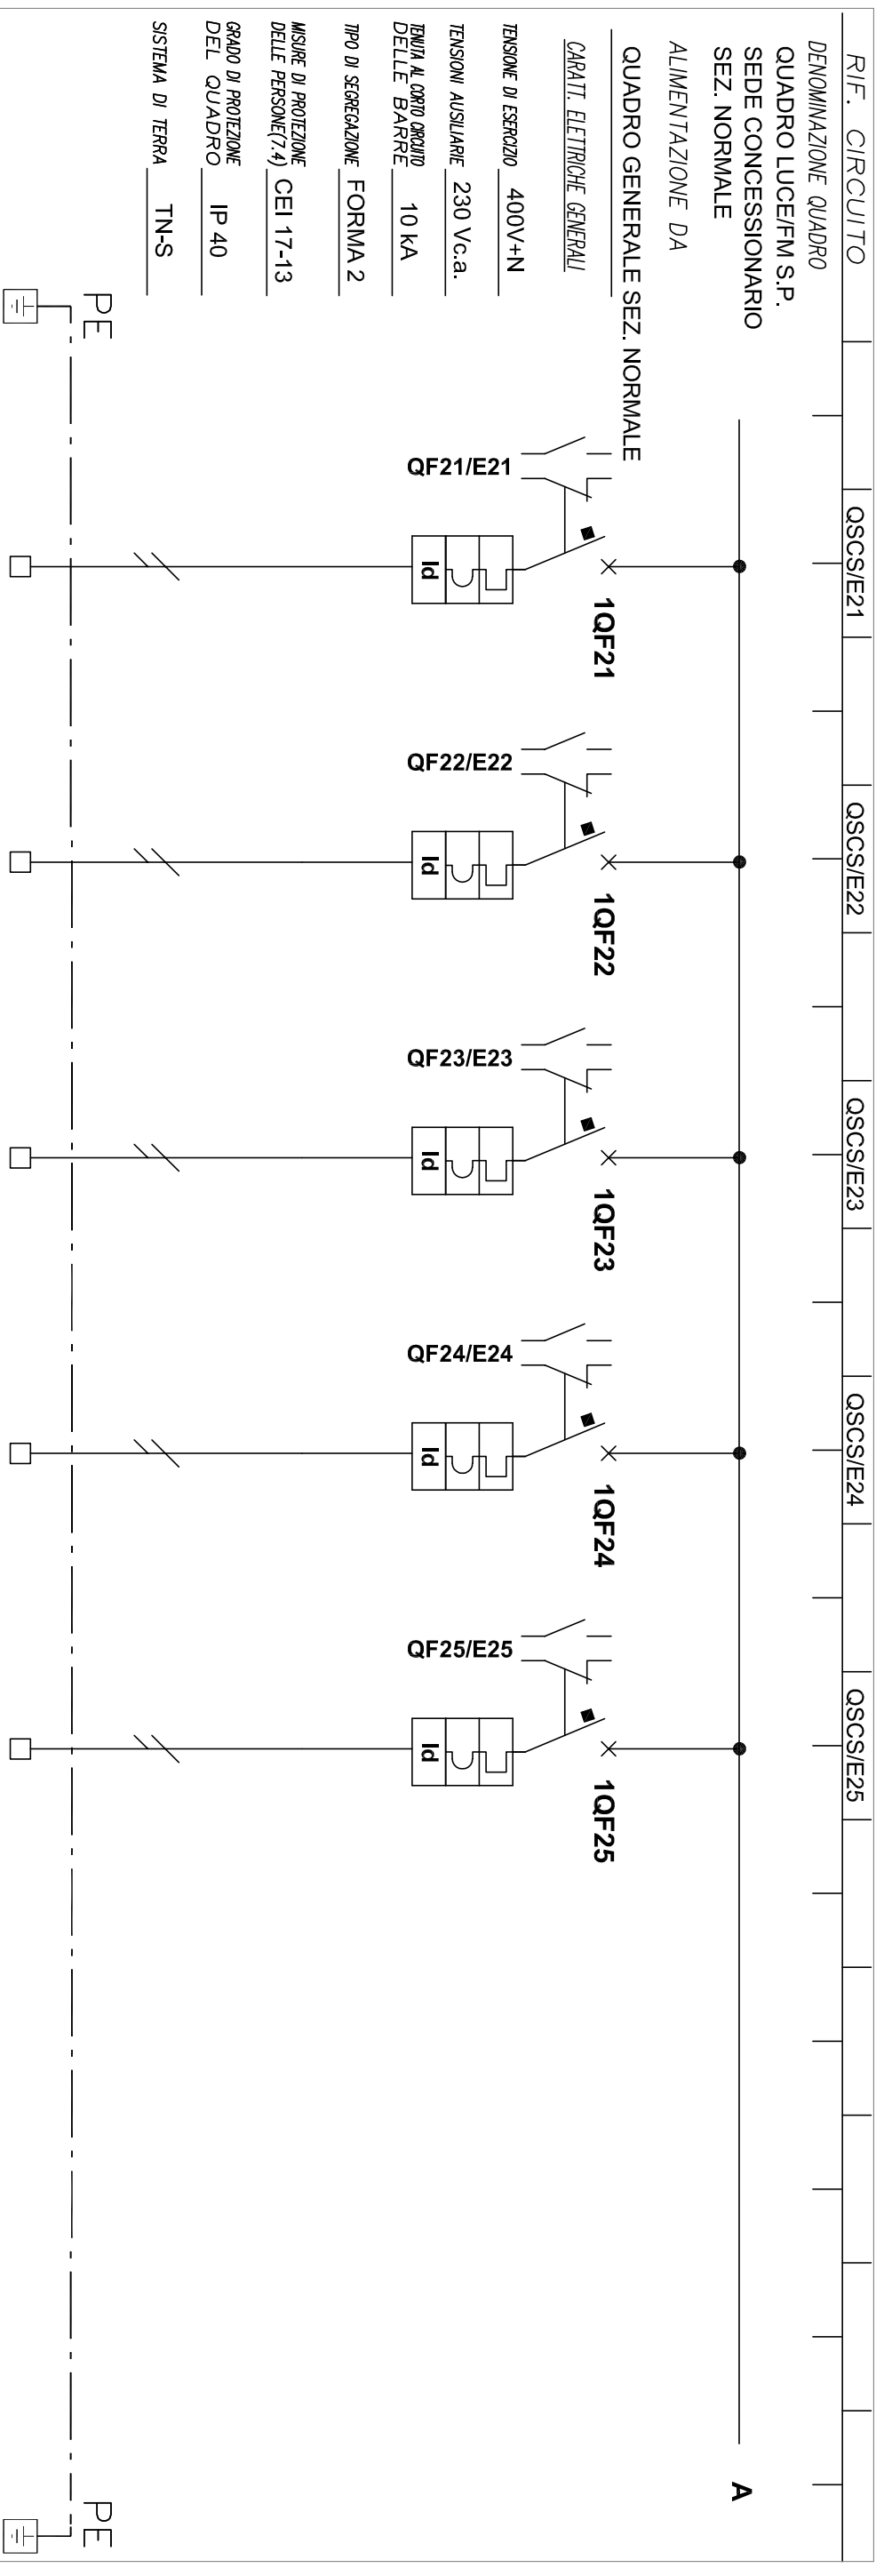 RIF. CIRCUITO
QSCS/E21
QSCS/E22
QSCS/E23
QSCS/E24
QSCS/E25
DENOMINAZIONE QUADRO
QUADRO LUCE/FM S.P.
SEDE CONCESSIONARIO
SEZ. NORMALE
A
ALIMENTAZIONE DA
QUADRO GENERALE SEZ. NORMALE
CARATT. ELETTRICHE GENERALI
TENSIONE DI ESERCIZIO
400V+N
TENSIONI AUSILIARIE
230 Vc.a.
TENUTA AL CORTO CIRCUITO
DELLE BARRE
10 kA
TIPO DI SEGREGAZIONE
FORMA 2
MISURE DI PROTEZIONE
DELLE PERSONE(7.4)
CEI 17-13
GRADO DI PROTEZIONE
DEL QUADRO
IP 40
SISTEMA DI TERRA
TN-S
1QF21
QF21/E21
Id
1QF22
QF22/E22
Id
1QF23
QF23/E23
Id
1QF24
QF24/E24
Id
1QF25
QF25/E25
Id
PE
PE